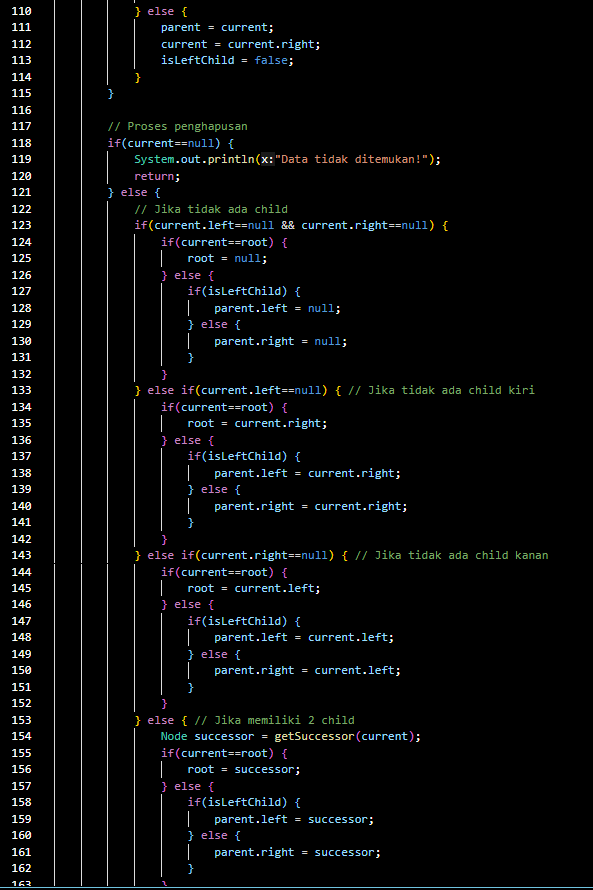 110 } else {
111 parent = current;
112 current = current.right;
113 isLeftChild = false;
114 }
115 }
116
117 // Proses penghapusan
118 if(current==null) {
119 System.out.println(x:"Data tidak ditemukan!");
120 return;
121 } else {
122 // Jika tidak ada child
123 if(current.left==null && current.right==null) {
124 if(current==root) {
125 root = null;
126 } else {
127 if(isLeftChild) {
128 parent.left = null;
129 } else {
130 parent.right = null;
131 }
132 }
133 } else if(current.left==null) { // Jika tidak ada child kiri
134 if(current==root) {
135 root = current.right;
136 } else {
137 if(isLeftChild) {
138 parent.left = current.right;
139 } else {
140 parent.right = current.right;
141 }
142 }
143 } else if(current.right==null) { // Jika tidak ada child kanan
144 if(current==root) {
145 root = current.left;
146 } else {
147 if(isLeftChild) {
148 parent.left = current.left;
149 } else {
150 parent.right = current.left;
151 }
152 }
153 } else { // Jika memiliki 2 child
154 Node successor = getSuccessor(current);
155 if(current==root) {
156 root = successor;
157 } else {
158 if(isLeftChild) {
159 parent.left = successor;
160 } else {
161 parent.right = successor;
162 }
163 }